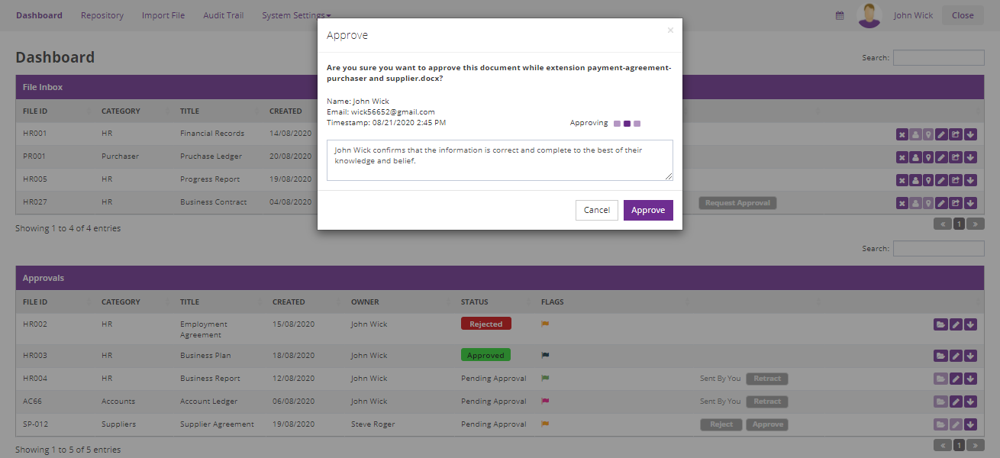 Dashboard Repository Import File Audit Trail System Settings John Wick Close
Approve ×
Are you sure you want to approve this document while extension payment-agreement-
purchaser and supplier.docx?
Name: John Wick
Email: wick56652@gmail.com
Timestamp: 08/21/2020 2:45 PM Approving
John Wick confirms that the information is correct and complete to the best of their
knowledge and belief.
Cancel Approve
Dashboard Search:
File Inbox
FILE ID CATEGORY TITLE CREATED
HR001 HR Financial Records 14/08/2020
PR001 Purchaser Pruchase Ledger 20/08/2020
HR005 HR Progress Report 19/08/2020
HR027 HR Business Contract 04/08/2020 Request Approval
Showing 1 to 4 of 4 entries « 1 »
Search:
Approvals
FILE ID CATEGORY TITLE CREATED OWNER STATUS FLAGS
HR002 HR Employment 15/08/2020 John Wick Rejected
Agreement
HR003 HR Business Plan 18/08/2020 John Wick Approved
HR004 HR Business Report 12/08/2020 John Wick Pending Approval Sent By You Retract
AC66 Accounts Account Ledger 06/08/2020 John Wick Pending Approval Sent By You Retract
SP-012 Suppliers Supplier Agreement 19/08/2020 Steve Roger Pending Approval Reject Approve
Showing 1 to 5 of 5 entries « 1 »